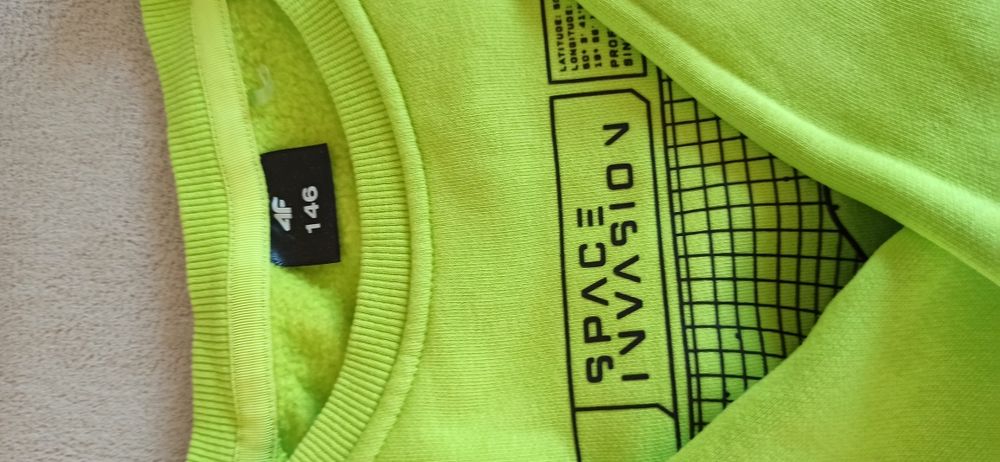 4F
146
LATITUDE:
LONGITUDE:
SPACE
INVASION